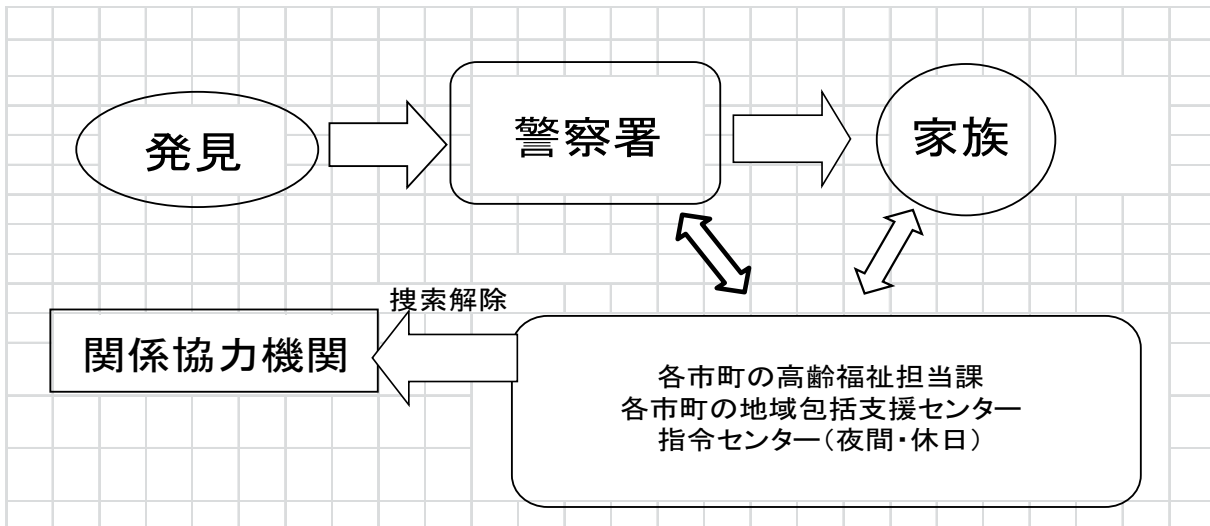 発見
警察署
家族
捜索解除
関係協力機関
各市町の高齢福祉担当課
各市町の地域包括支援センター
指令センター（夜間・休日）